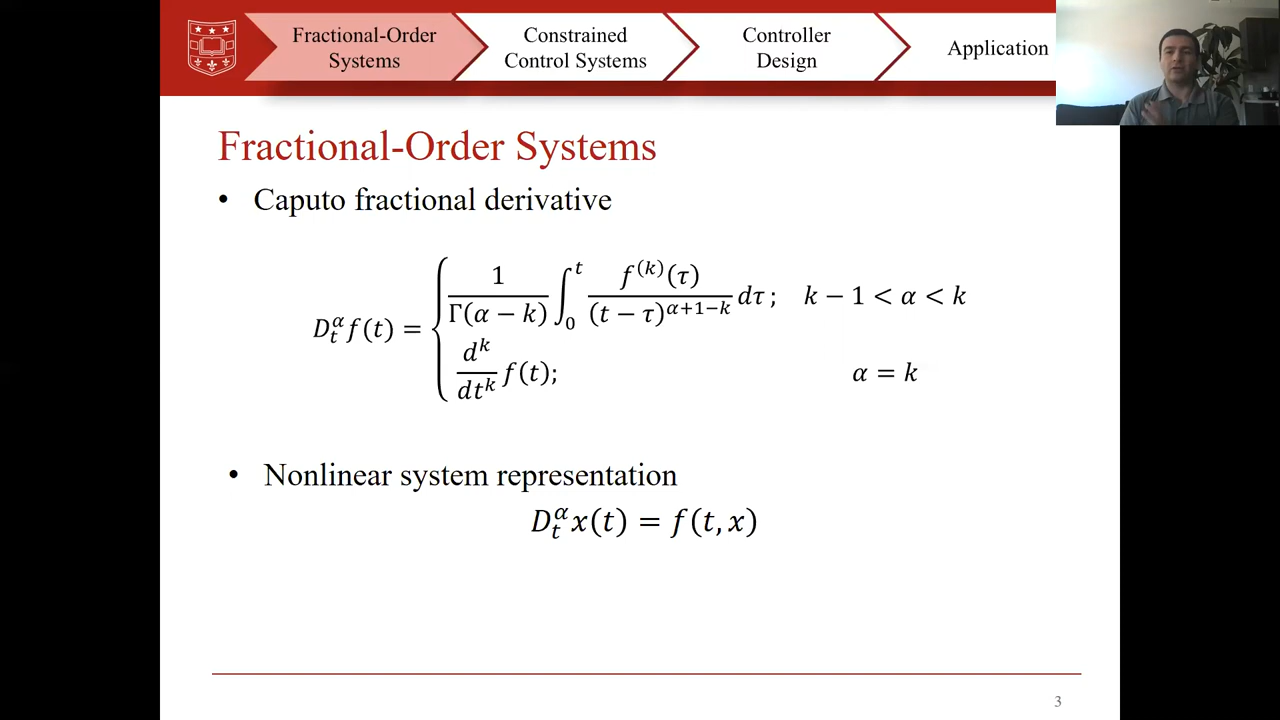 Fractional-Order
Systems
Constrained
Control Systems
Controller
Design
Application
Fractional-Order Systems
• Caputo fractional derivative
D_t^α f(t) = { 1/Γ(α − k) ∫_0^t f^(k)(τ)/(t − τ)^(α+1−k) dτ ; k − 1 < α < k
d^k/dt^k f(t); α = k
• Nonlinear system representation
D_t^α x(t) = f(t, x)
3